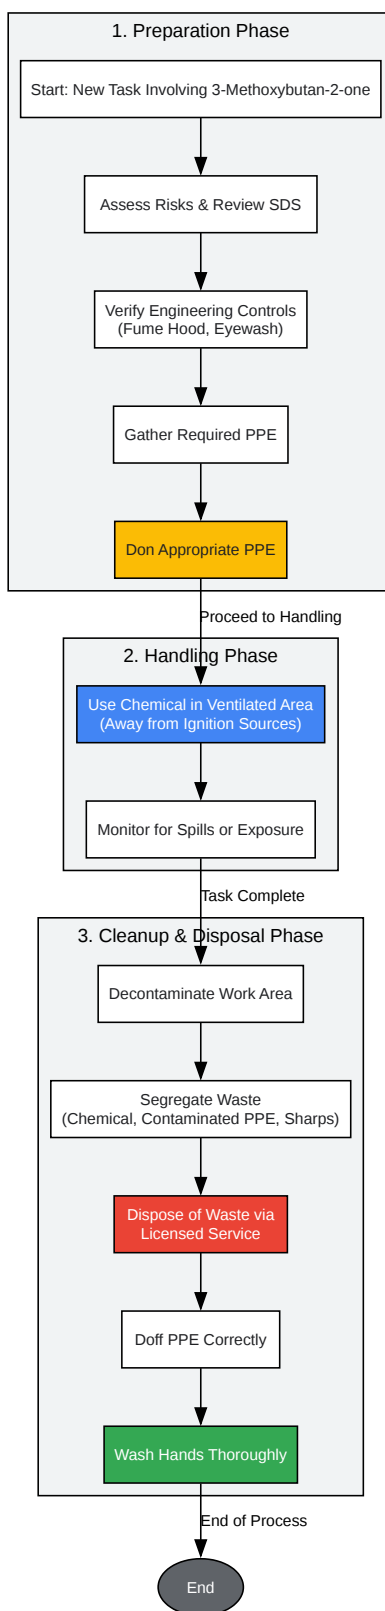 1. Preparation Phase
Start: New Task Involving 3-Methoxybutan-2-one
Assess Risks & Review SDS
Verify Engineering Controls
(Fume Hood, Eyewash)
Gather Required PPE
Don Appropriate PPE
Proceed to Handling
2. Handling Phase
Use Chemical in Ventilated Area
(Away from Ignition Sources)
Monitor for Spills or Exposure
Task Complete
3. Cleanup & Disposal Phase
Decontaminate Work Area
Segregate Waste
(Chemical, Contaminated PPE, Sharps)
Dispose of Waste via
Licensed Service
Doff PPE Correctly
Wash Hands Thoroughly
End of Process
End